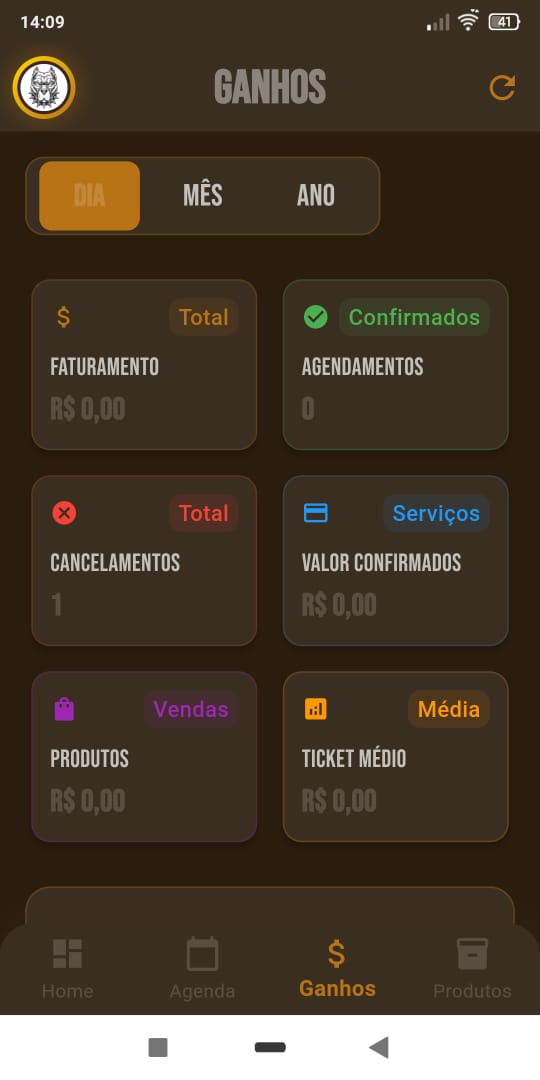 14:09
41
GANHOS
DIA MÊS ANO
$ Total
Confirmados
FATURAMENTO
AGENDAMENTOS
R$ 0,00
0
Total
Serviços
CANCELAMENTOS
VALOR CONFIRMADOS
1
R$ 0,00
Vendas
Média
PRODUTOS
TICKET MÉDIO
R$ 0,00
R$ 0,00
$
Home Agenda Ganhos Produtos